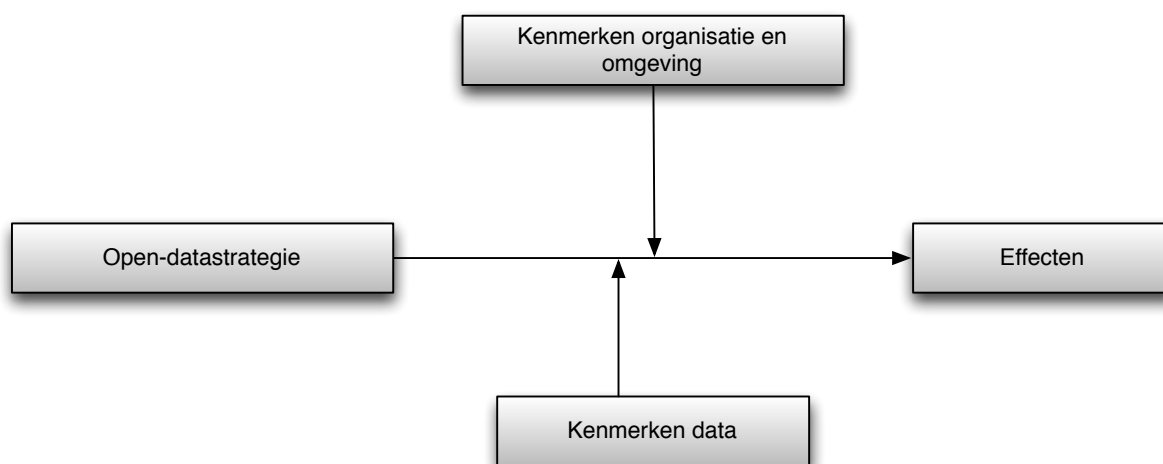 Kenmerken organisatie en
omgeving
Open-datastrategie
Effecten
Kenmerken data